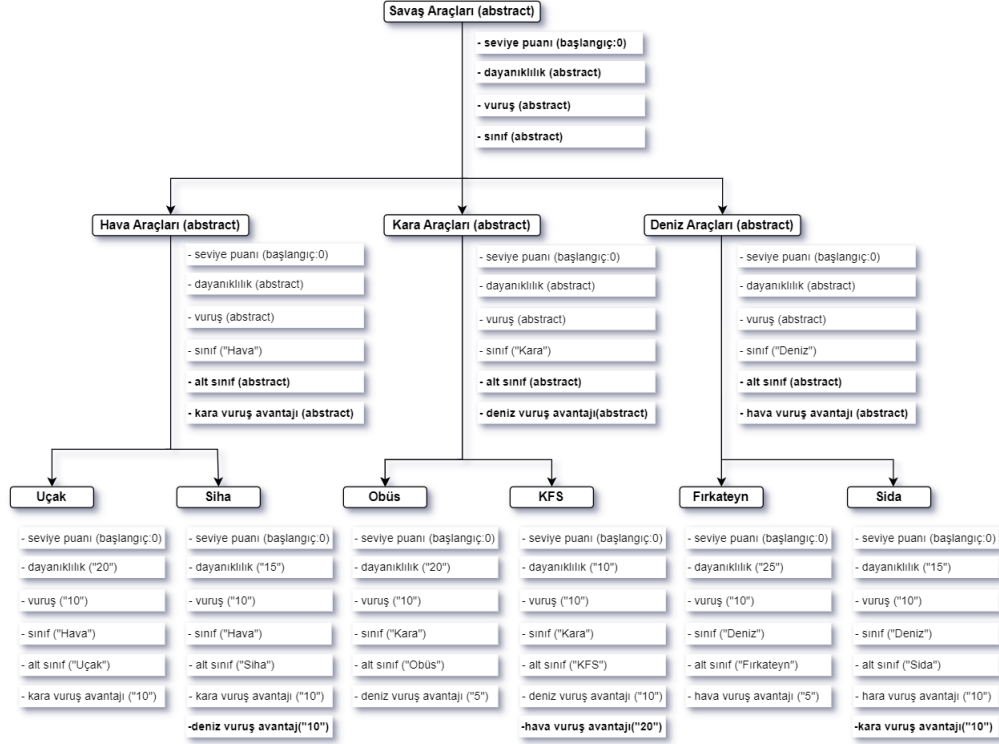 Savaş Araçları (abstract)
- seviye puanı (başlangıç:0)
- dayanıklılık (abstract)
- vuruş (abstract)
- sınıf (abstract)
Hava Araçları (abstract)
- seviye puanı (başlangıç:0)
- dayanıklılık (abstract)
- vuruş (abstract)
- sınıf ("Hava")
- alt sınıf (abstract)
- kara vuruş avantajı (abstract)
Kara Araçları (abstract)
- seviye puanı (başlangıç:0)
- dayanıklılık (abstract)
- vuruş (abstract)
- sınıf ("Kara")
- alt sınıf (abstract)
- deniz vuruş avantajı(abstract)
Deniz Araçları (abstract)
- seviye puanı (başlangıç:0)
- dayanıklılık (abstract)
- vuruş (abstract)
- sınıf ("Deniz")
- alt sınıf (abstract)
- hava vuruş avantajı (abstract)
Uçak
- seviye puanı (başlangıç:0)
- dayanıklılık ("20")
- vuruş ("10")
- sınıf ("Hava")
- alt sınıf ("Uçak")
- kara vuruş avantajı ("10")
Siha
- seviye puanı (başlangıç:0)
- dayanıklılık ("15")
- vuruş ("10")
- sınıf ("Hava")
- alt sınıf ("Siha")
- kara vuruş avantajı ("10")
-deniz vuruş avantaj("10")
Obüs
- seviye puanı (başlangıç:0)
- dayanıklılık ("20")
- vuruş ("10")
- sınıf ("Kara")
- alt sınıf ("Obüs")
- deniz vuruş avantajı ("5")
KFS
- seviye puanı (başlangıç:0)
- dayanıklılık ("10")
- vuruş ("10")
- sınıf ("Kara")
- alt sınıf ("KFS")
- deniz vuruş avantajı ("10")
-hava vuruş avantajı("20")
Fırkateyn
- seviye puanı (başlangıç:0)
- dayanıklılık ("25")
- vuruş ("10")
- sınıf ("Deniz")
- alt sınıf ("Fırkateyn")
- hava vuruş avantajı ("5")
Sida
- seviye puanı (başlangıç:0)
- dayanıklılık ("15")
- vuruş ("10")
- sınıf ("Deniz")
- alt sınıf ("Sida")
- hara vuruş avantajı ("10")
-kara vuruş avantajı("10")